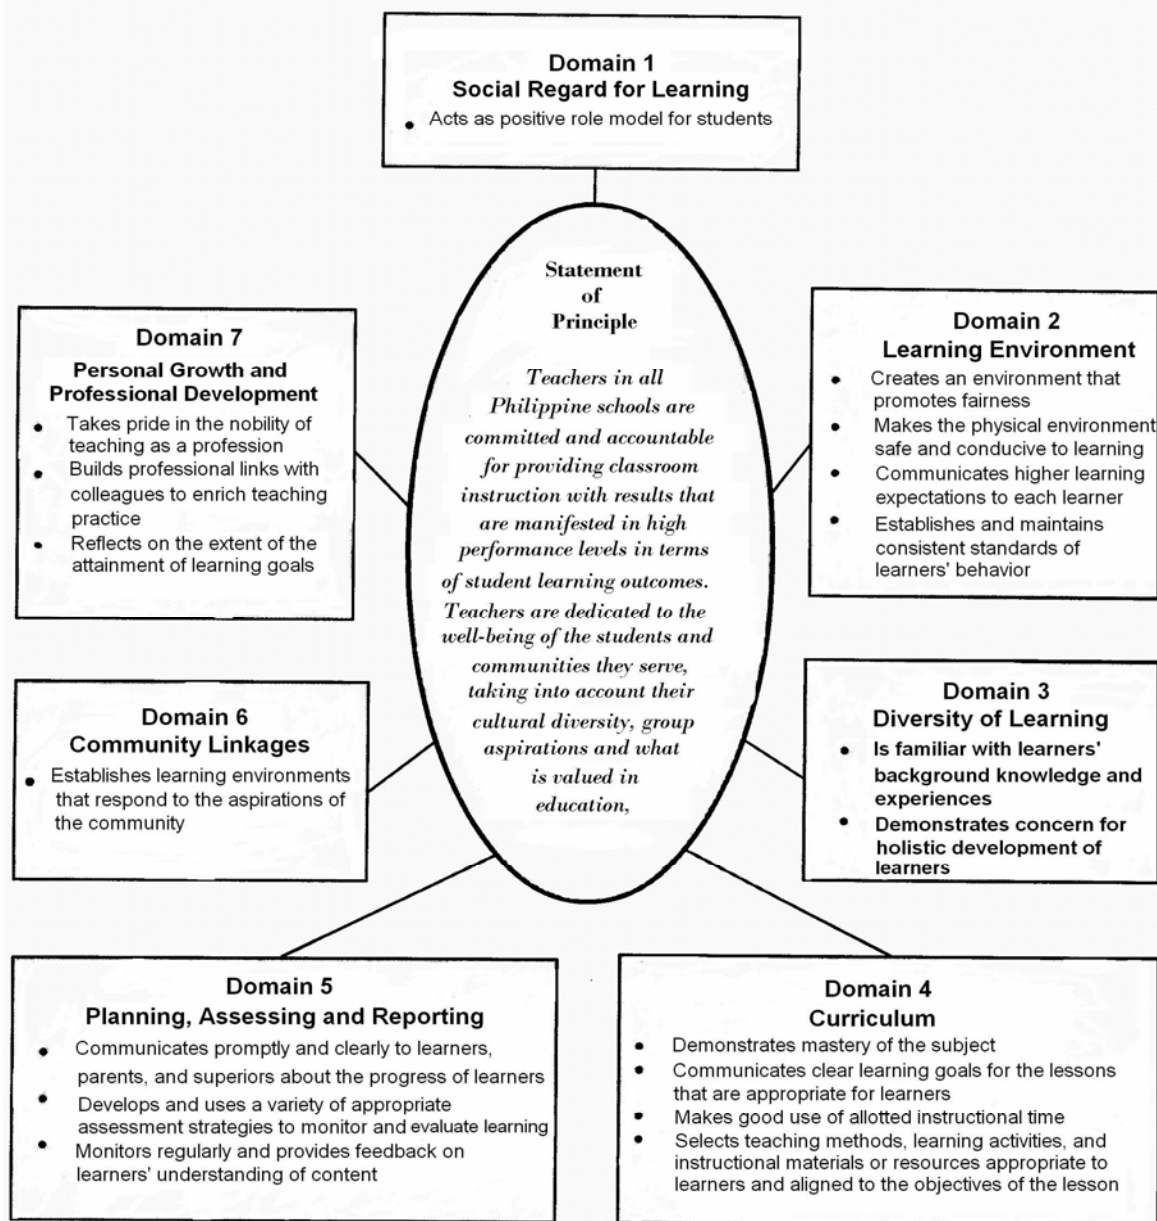 Domain 1
Social Regard for Learning
• Acts as positive role model for students
Statement
of
Principle
Teachers in all
Philippine schools are
committed and accountable
for providing classroom
instruction with results that
are manifested in high
performance levels in terms
of student learning outcomes.
Teachers are dedicated to the
well-being of the students and
communities they serve,
taking into account their
cultural diversity, group
aspirations and what
is valued in
education,
Domain 2
Learning Environment
• Creates an environment that
promotes fairness
• Makes the physical environment
safe and conducive to learning
• Communicates higher learning
expectations to each learner
• Establishes and maintains
consistent standards of
learners' behavior
Domain 3
Diversity of Learning
• Is familiar with learners'
background knowledge and
experiences
• Demonstrates concern for
holistic development of
learners
Domain 4
Curriculum
• Demonstrates mastery of the subject
• Communicates clear learning goals for the lessons
that are appropriate for learners
• Makes good use of allotted instructional time
• Selects teaching methods, learning activities, and
instructional materials or resources appropriate to
learners and aligned to the objectives of the lesson
Domain 5
Planning, Assessing and Reporting
• Communicates promptly and clearly to learners,
parents, and superiors about the progress of learners
• Develops and uses a variety of appropriate
assessment strategies to monitor and evaluate learning
• Monitors regularly and provides feedback on
learners' understanding of content
Domain 6
Community Linkages
• Establishes learning environments
that respond to the aspirations of
the community
Domain 7
Personal Growth and
Professional Development
• Takes pride in the nobility of
teaching as a profession
• Builds professional links with
colleagues to enrich teaching
practice
• Reflects on the extent of the
attainment of learning goals